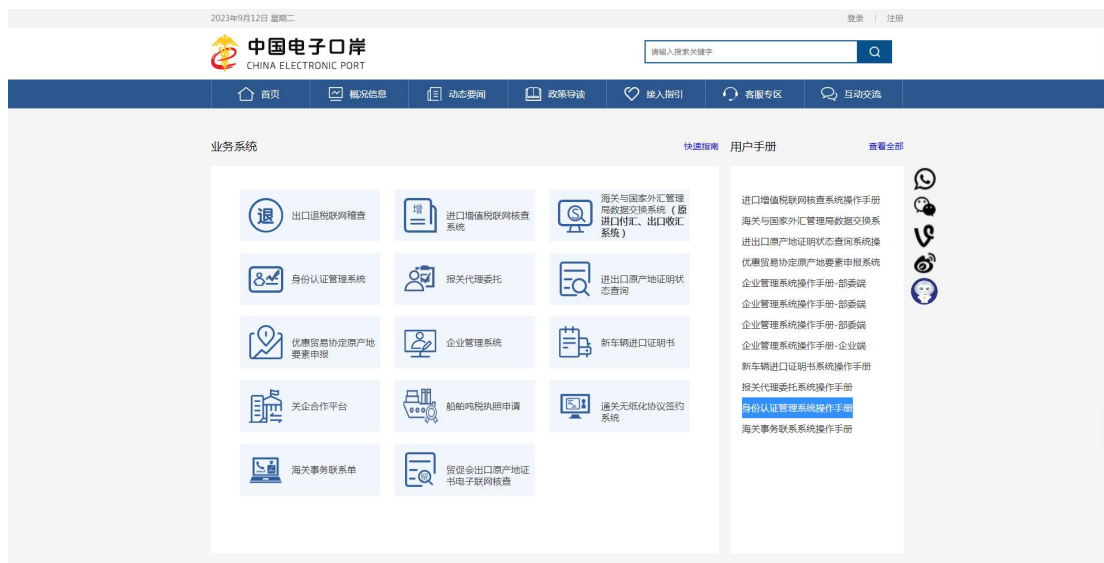 2023年9月12日 星期二
登录 | 注册
中国电子口岸
CHINA ELECTRONIC PORT
请输入搜索关键字
首页
概况信息
动态要闻
政策导读
接入指引
客服专区
互动交流
业务系统
快速指南
用户手册
查看全部
退
出口退税联网稽查
增
进口增值税联网核查
系统
海关与国家外汇管理
局数据交换系统（原
进口付汇、出口收汇
系统）
身份认证管理系统
报关代理委托
进出口原产地证明状
态查询
优惠贸易协定原产地
要素申报
企业管理系统
新车辆进口证明书
关企合作平台
船舶吨税执照申请
通关无纸化协议签约
系统
海关事务联系单
贸促会出口原产地证
书电子联网核查
进口增值税联网核查系统操作手册
海关与国家外汇管理局数据交换系
进出口原产地证明状态查询系统操
优惠贸易协定原产地要素申报系统
企业管理系统操作手册-部委端
企业管理系统操作手册-部委端
企业管理系统操作手册-部委端
企业管理系统操作手册-企业端
新车辆进口证明书系统操作手册
报关代理委托系统操作手册
身份认证管理系统操作手册
海关事务联系系统操作手册